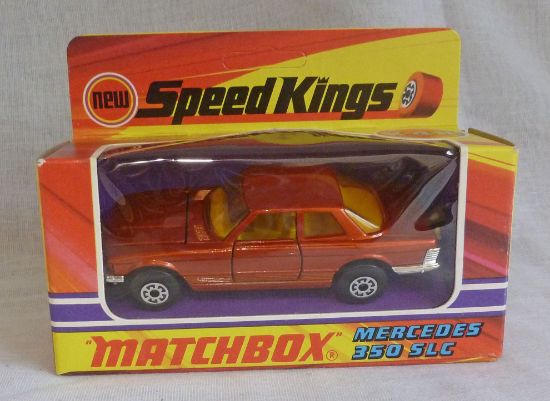 new
Speed Kings
"MATCHBOX"®
MERCEDES
350 SLC